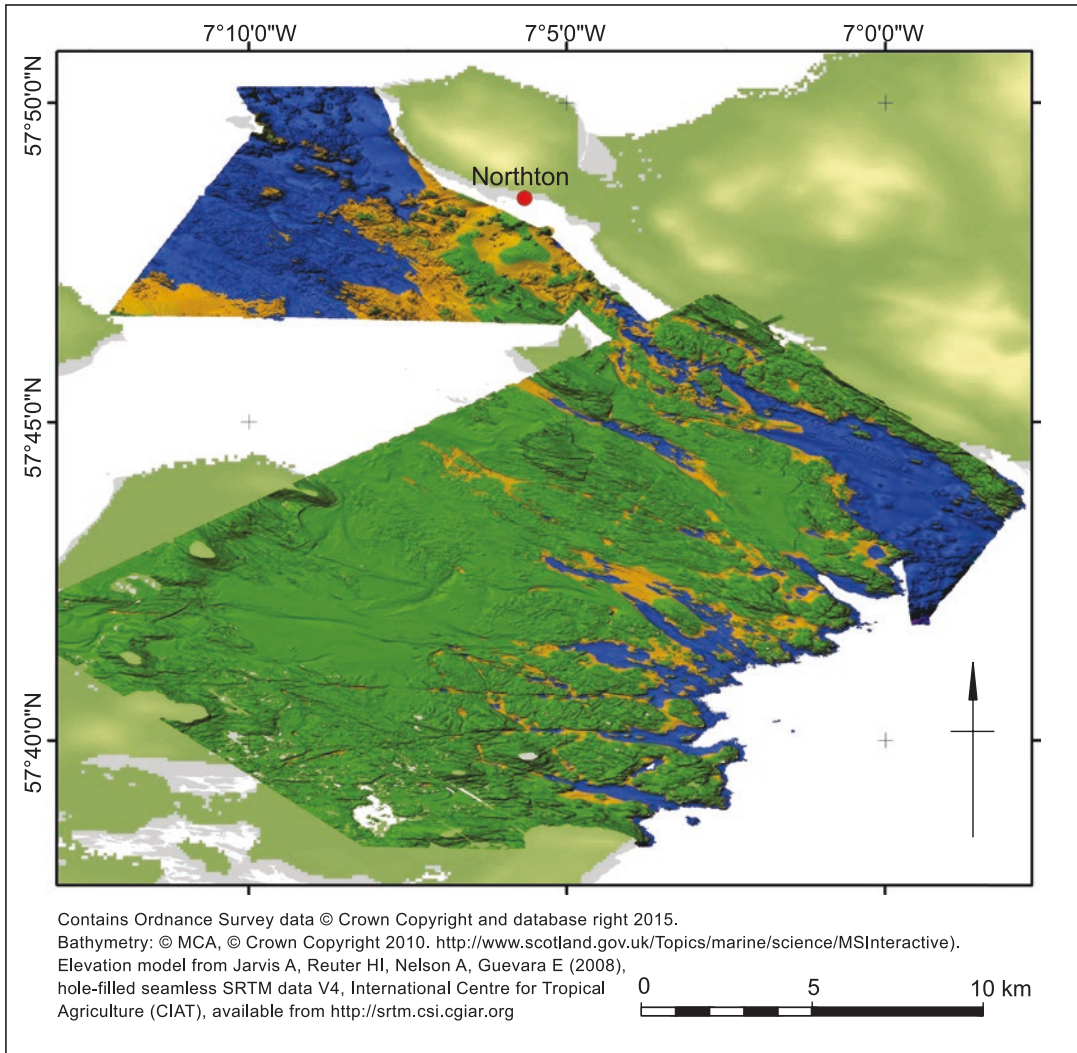 7°10'0"W 7°5'0"W 7°0'0"W
57°50'0"N
Northton
57°45'0"N
57°40'0"N
Contains Ordnance Survey data © Crown Copyright and database right 2015.
Bathymetry: © MCA, © Crown Copyright 2010. http://www.scotland.gov.uk/Topics/marine/science/MSInteractive).
Elevation model from Jarvis A, Reuter HI, Nelson A, Guevara E (2008),
hole-filled seamless SRTM data V4, International Centre for Tropical
Agriculture (CIAT), available from http://srtm.csi.cgiar.org
0 5 10 km